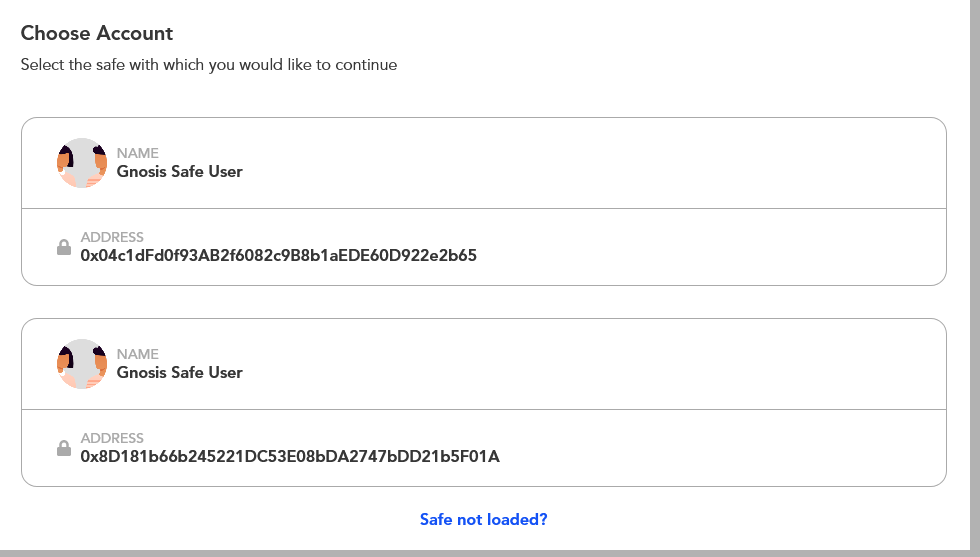 Choose Account
Select the safe with which you would like to continue
NAME
Gnosis Safe User
ADDRESS
0x04c1dFd0f93AB2f6082c9B8b1aEDE60D922e2b65
NAME
Gnosis Safe User
ADDRESS
0x8D181b66b245221DC53E08bDA2747bDD21b5F01A
Safe not loaded?